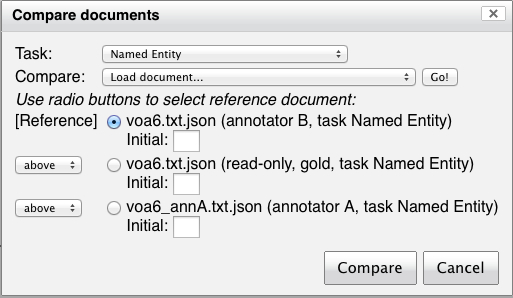 Compare documents
Task: Named Entity
Compare: Load document... Go!
Use radio buttons to select reference document:
[Reference] voa6.txt.json (annotator B, task Named Entity)
Initial:
above voa6.txt.json (read-only, gold, task Named Entity)
Initial:
above voa6_annA.txt.json (annotator A, task Named Entity)
Initial:
Compare Cancel